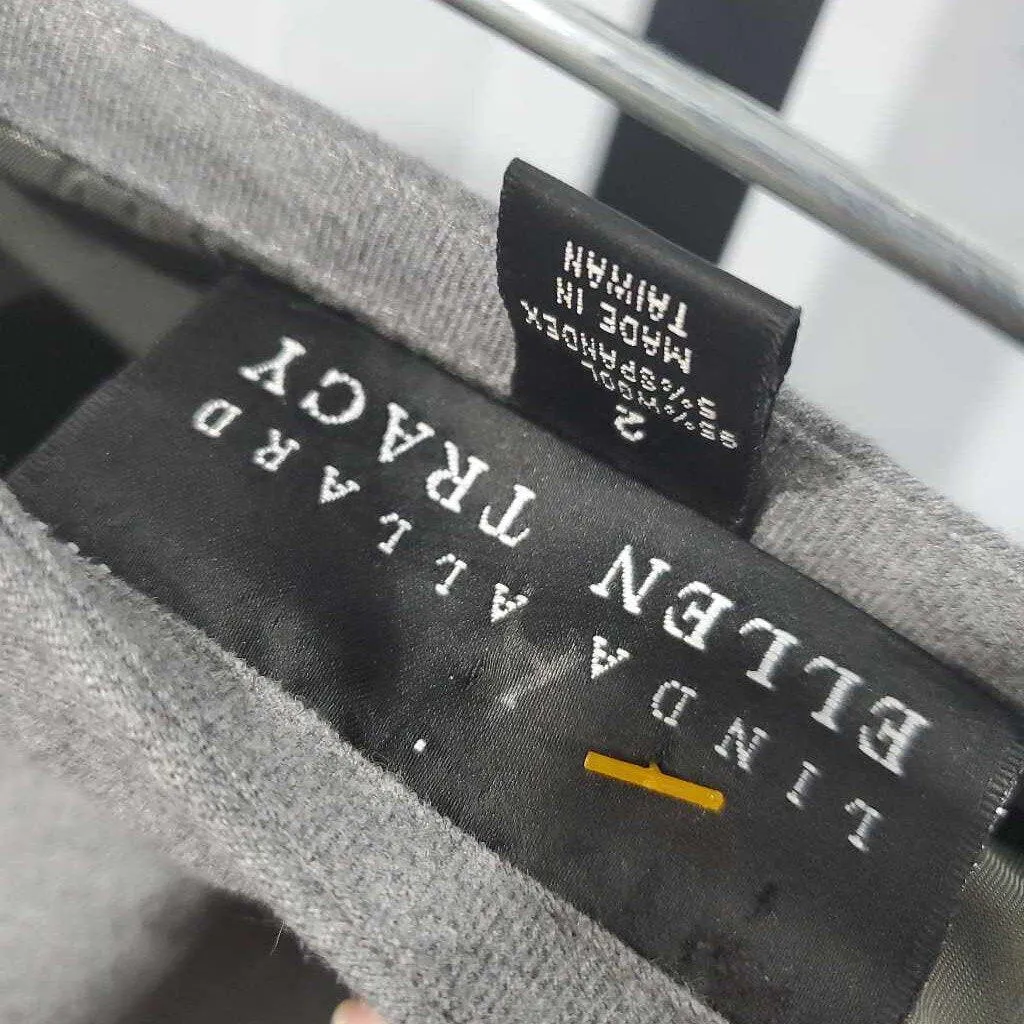 LINDA ALLARD
ELLEN TRACY
2
95%WOOL
5%SPANDEX
MADE IN
TAIWAN